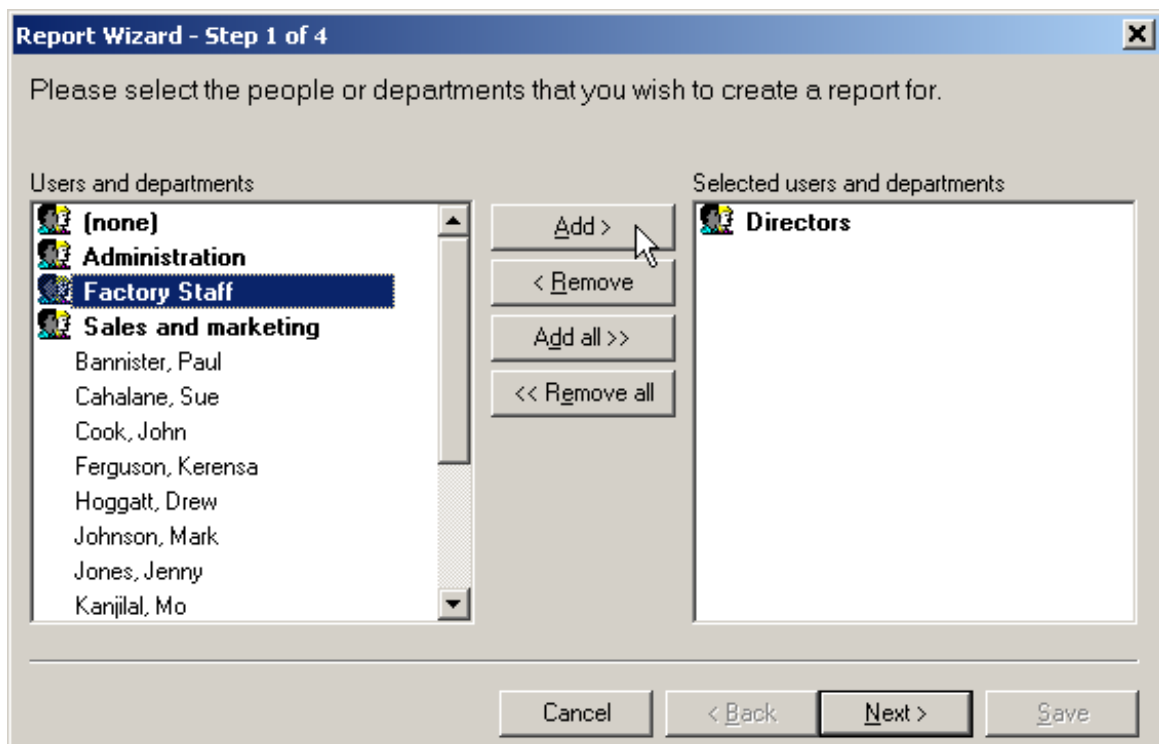 Report Wizard - Step 1 of 4
Please select the people or departments that you wish to create a report for.
Users and departments
(none)
Administration
Factory Staff
Sales and marketing
Bannister, Paul
Cahalane, Sue
Cook, John
Ferguson, Kerensa
Hoggatt, Drew
Johnson, Mark
Jones, Jenny
Kanjilal, Mo
Add >
< Remove
Add all >>
<< Remove all
Selected users and departments
Directors
Cancel
< Back
Next >
Save